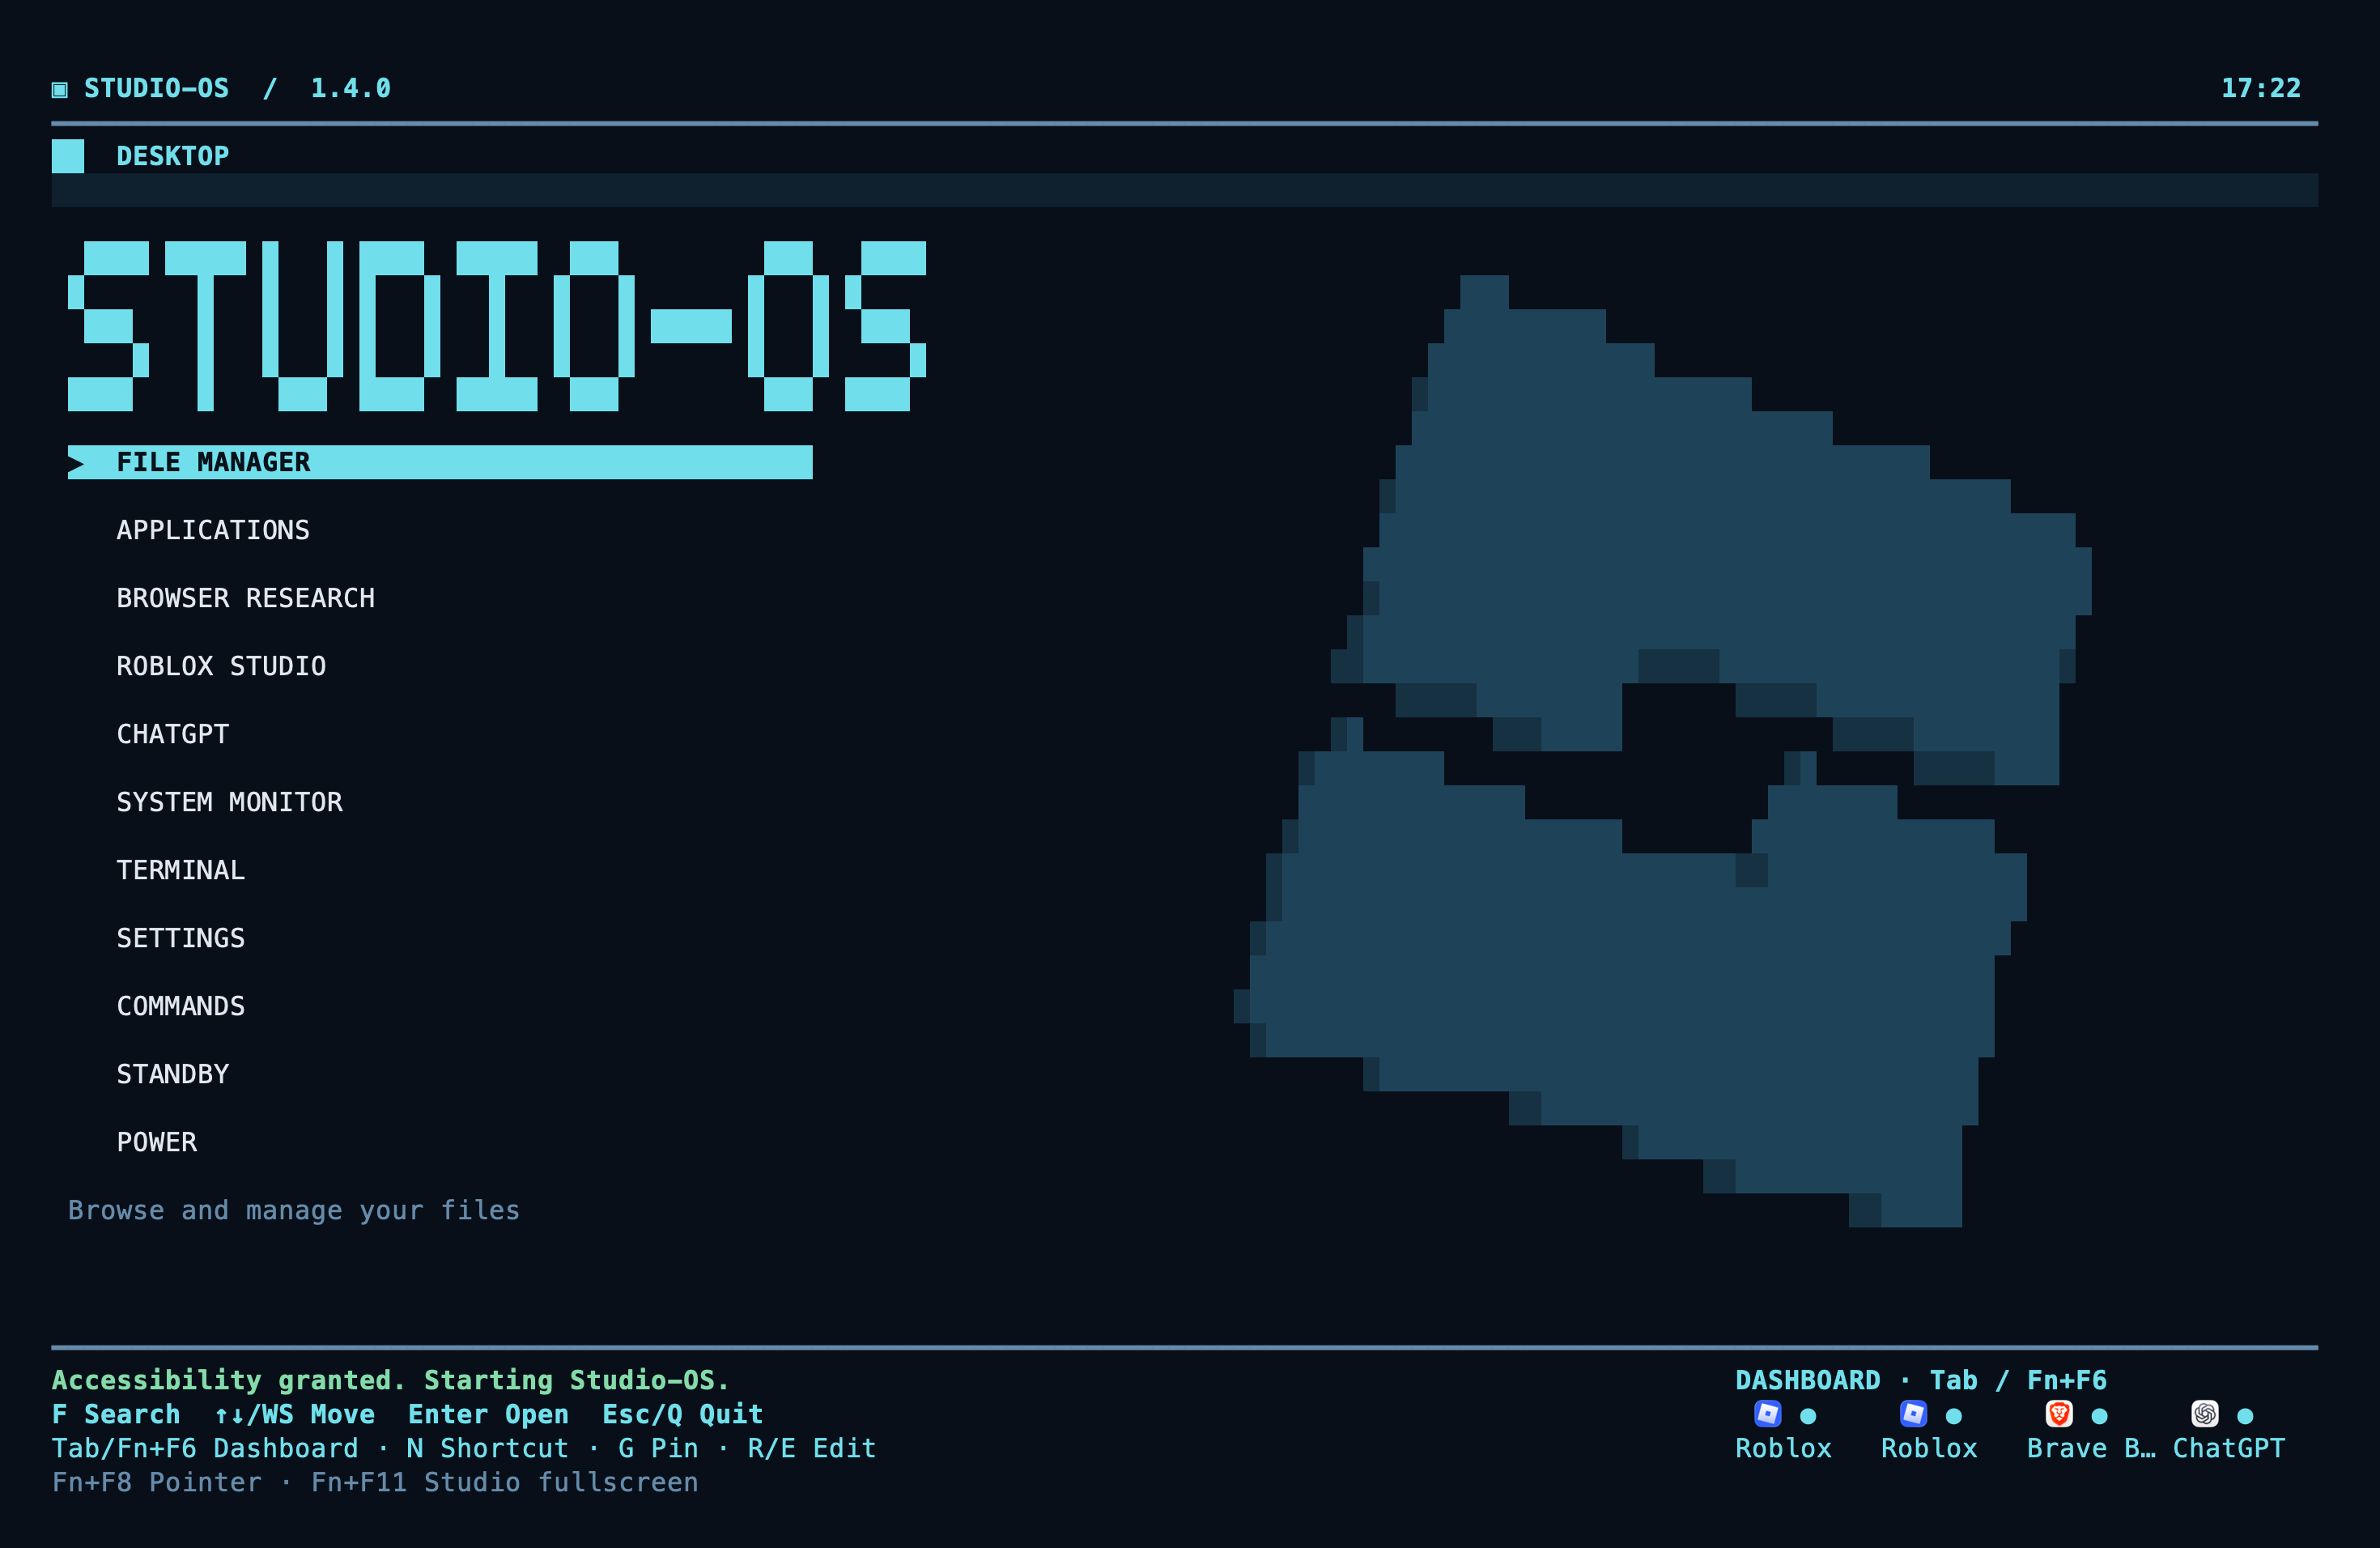 ▣ STUDIO-OS / 1.4.0 17:22
DESKTOP
STUDIO-OS
▶ FILE MANAGER
APPLICATIONS
BROWSER RESEARCH
ROBLOX STUDIO
CHATGPT
SYSTEM MONITOR
TERMINAL
SETTINGS
COMMANDS
STANDBY
POWER
Browse and manage your files
Accessibility granted. Starting Studio-OS.
F Search ↑↓/WS Move Enter Open Esc/Q Quit
Tab/Fn+F6 Dashboard · N Shortcut · G Pin · R/E Edit
Fn+F8 Pointer · Fn+F11 Studio fullscreen
DASHBOARD · Tab / Fn+F6
Roblox Roblox Brave B… ChatGPT